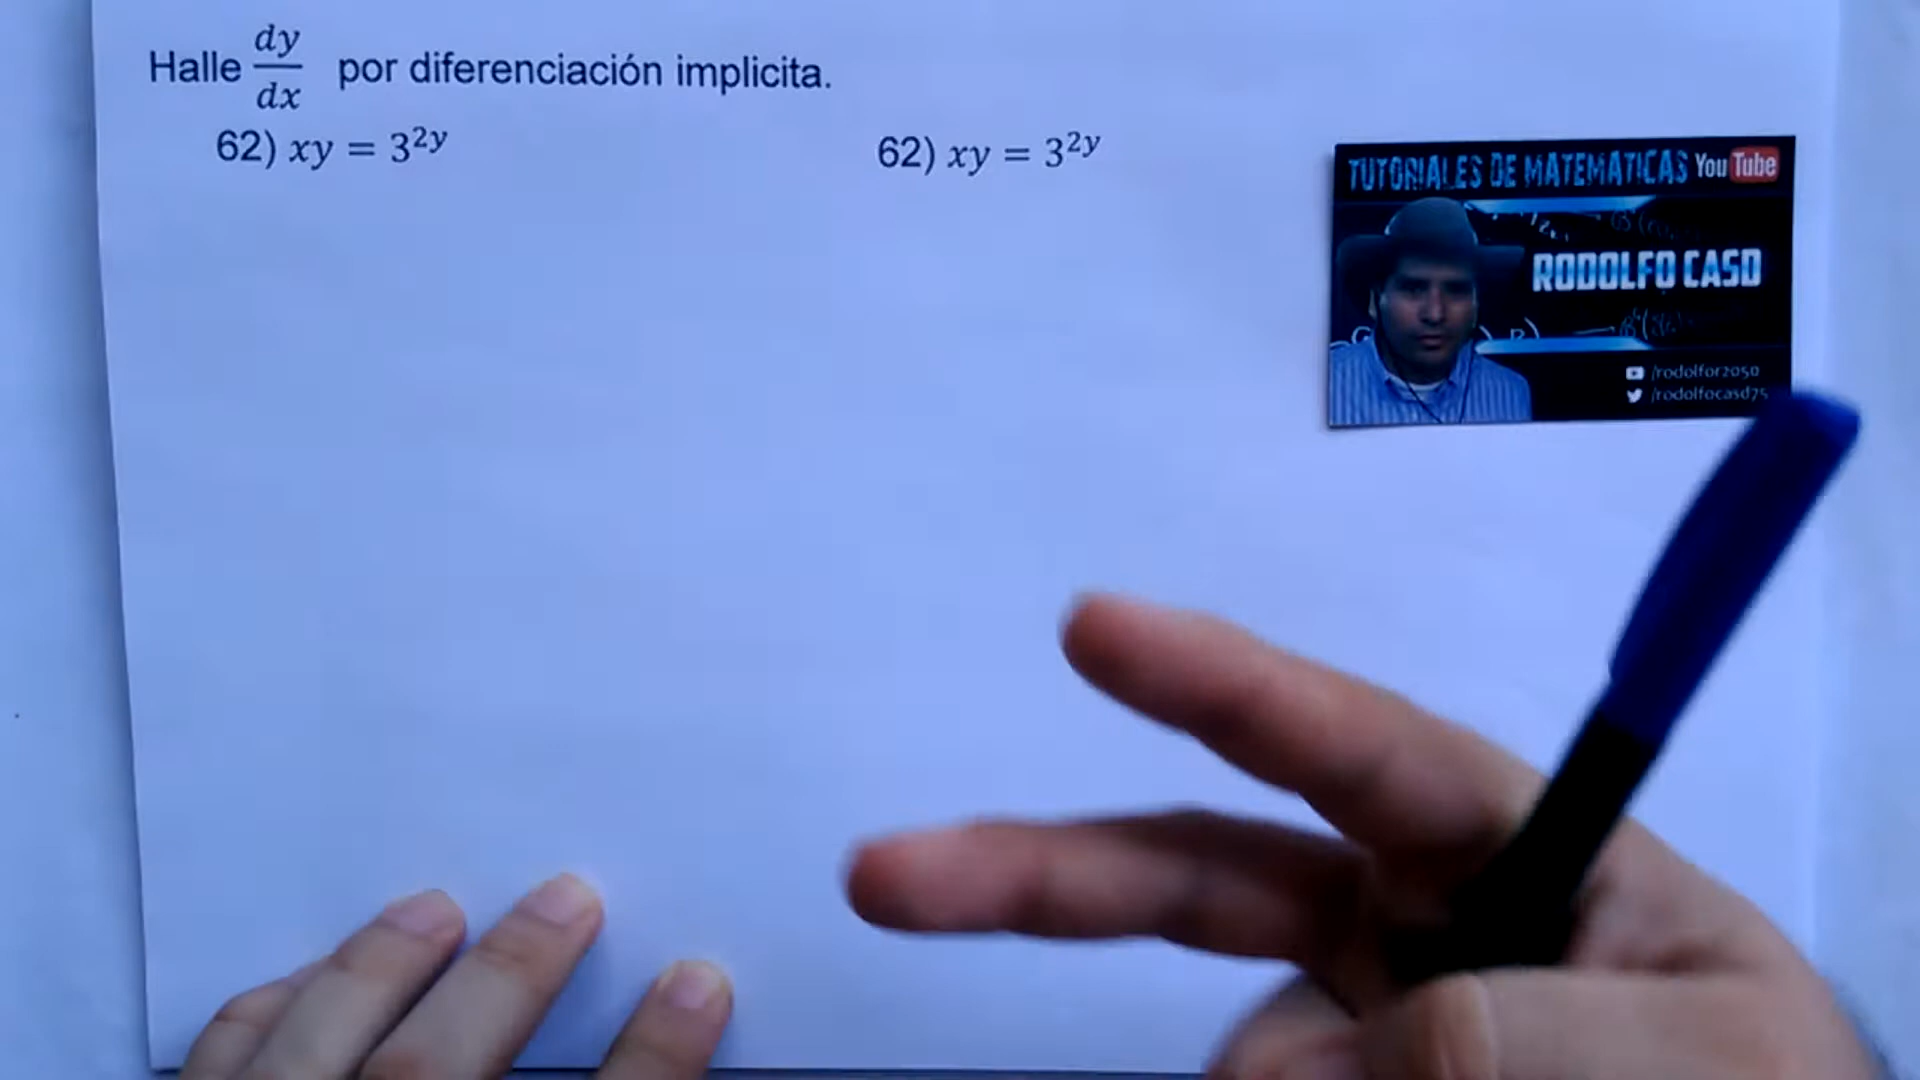 Halle dy/dx por diferenciación implicita.
62) xy = 3^{2y}
62) xy = 3^{2y}
TUTORIALES DE MATEMATICAS YouTube
RODOLFO CASD
/rodolfor2050
/rodolfocasd75